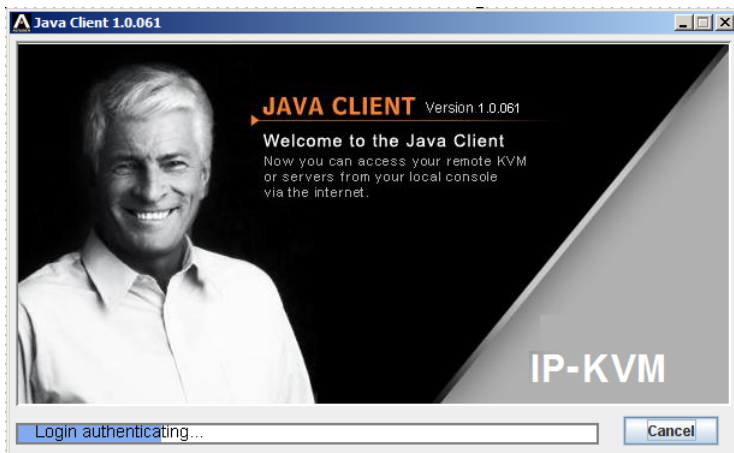 Java Client 1.0.061
JAVA CLIENT Version 1.0.061
Welcome to the Java Client
Now you can access your remote KVM
or servers from your local console
via the internet.
IP-KVM
Login authenticating...
Cancel